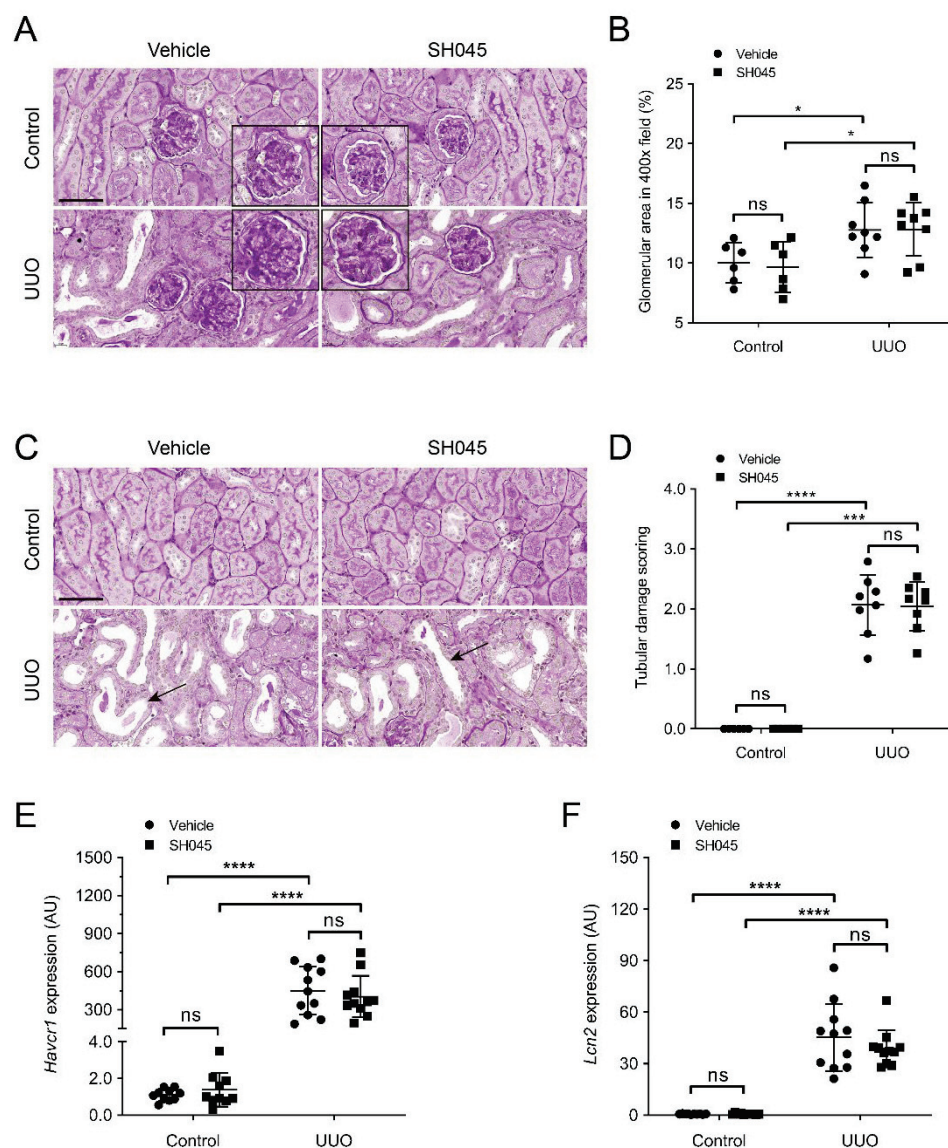 A
Vehicle
SH045
Control
UUO
B
Vehicle
SH045
Glomerular area in 400x field (%)
25
20
15
10
5
*
*
ns
ns
Control
UUO
C
Vehicle
SH045
Control
UUO
D
Vehicle
SH045
Tubular damage scoring
4.0
3.0
2.0
1.0
0.0
****
***
ns
ns
Control
UUO
E
Vehicle
SH045
Havcr1 expression (AU)
1500
1200
900
600
300
4.0
2.0
0.0
****
****
ns
ns
Control
UUO
F
Vehicle
SH045
Lcn2 expression (AU)
150
120
90
60
30
0.0
****
****
ns
ns
Control
UUO